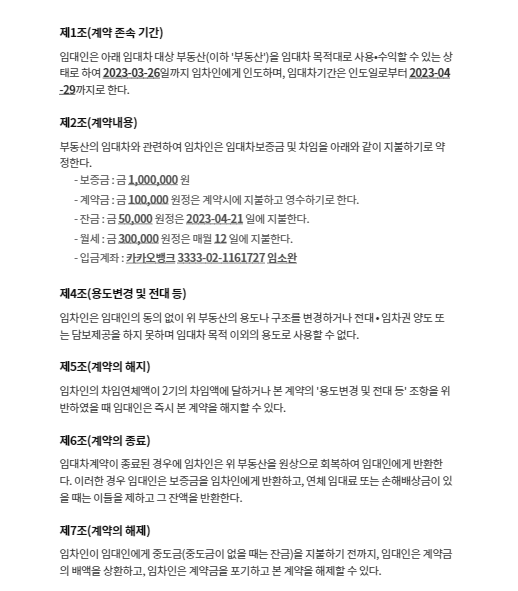 제1조(계약 존속 기간)
임대인은 아래 임대차 대상 부동산(이하 '부동산')을 임대차 목적대로 사용•수익할 수 있는 상
태로 하여 2023-03-26일까지 임차인에게 인도하며, 임대차기간은 인도일로부터 2023-04
-29까지로 한다.
제2조(계약내용)
부동산의 임대차와 관련하여 임차인은 임대차보증금 및 차임을 아래와 같이 지불하기로 약
정한다.
- 보증금 : 금 1,000,000 원
- 계약금 : 금 100,000 원정은 계약시에 지불하고 영수하기로 한다.
- 잔금 : 금 50,000 원정은 2023-04-21 일에 지불한다.
- 월세 : 금 300,000 원정은 매월 12 일에 지불한다.
- 입금계좌 : 카카오뱅크 3333-02-1161727 임소완
제4조(용도변경 및 전대 등)
임차인은 임대인의 동의 없이 위 부동산의 용도나 구조를 변경하거나 전대 • 임차권 양도 또
는 담보제공을 하지 못하며 임대차 목적 이외의 용도로 사용할 수 없다.
제5조(계약의 해지)
임차인의 차임연체액이 2기의 차임액에 달하거나 본 계약의 '용도변경 및 전대 등' 조항을 위
반하였을 때 임대인은 즉시 본 계약을 해지할 수 있다.
제6조(계약의 종료)
임대차계약이 종료된 경우에 임차인은 위 부동산을 원상으로 회복하여 임대인에게 반환한
다. 이러한 경우 임대인은 보증금을 임차인에게 반환하고, 연체 임대료 또는 손해배상금이 있
을 때는 이들을 제하고 그 잔액을 반환한다.
제7조(계약의 해제)
임차인이 임대인에게 중도금(중도금이 없을 때는 잔금)을 지불하기 전까지, 임대인은 계약금
의 배액을 상환하고, 임차인은 계약금을 포기하고 본 계약을 해제할 수 있다.